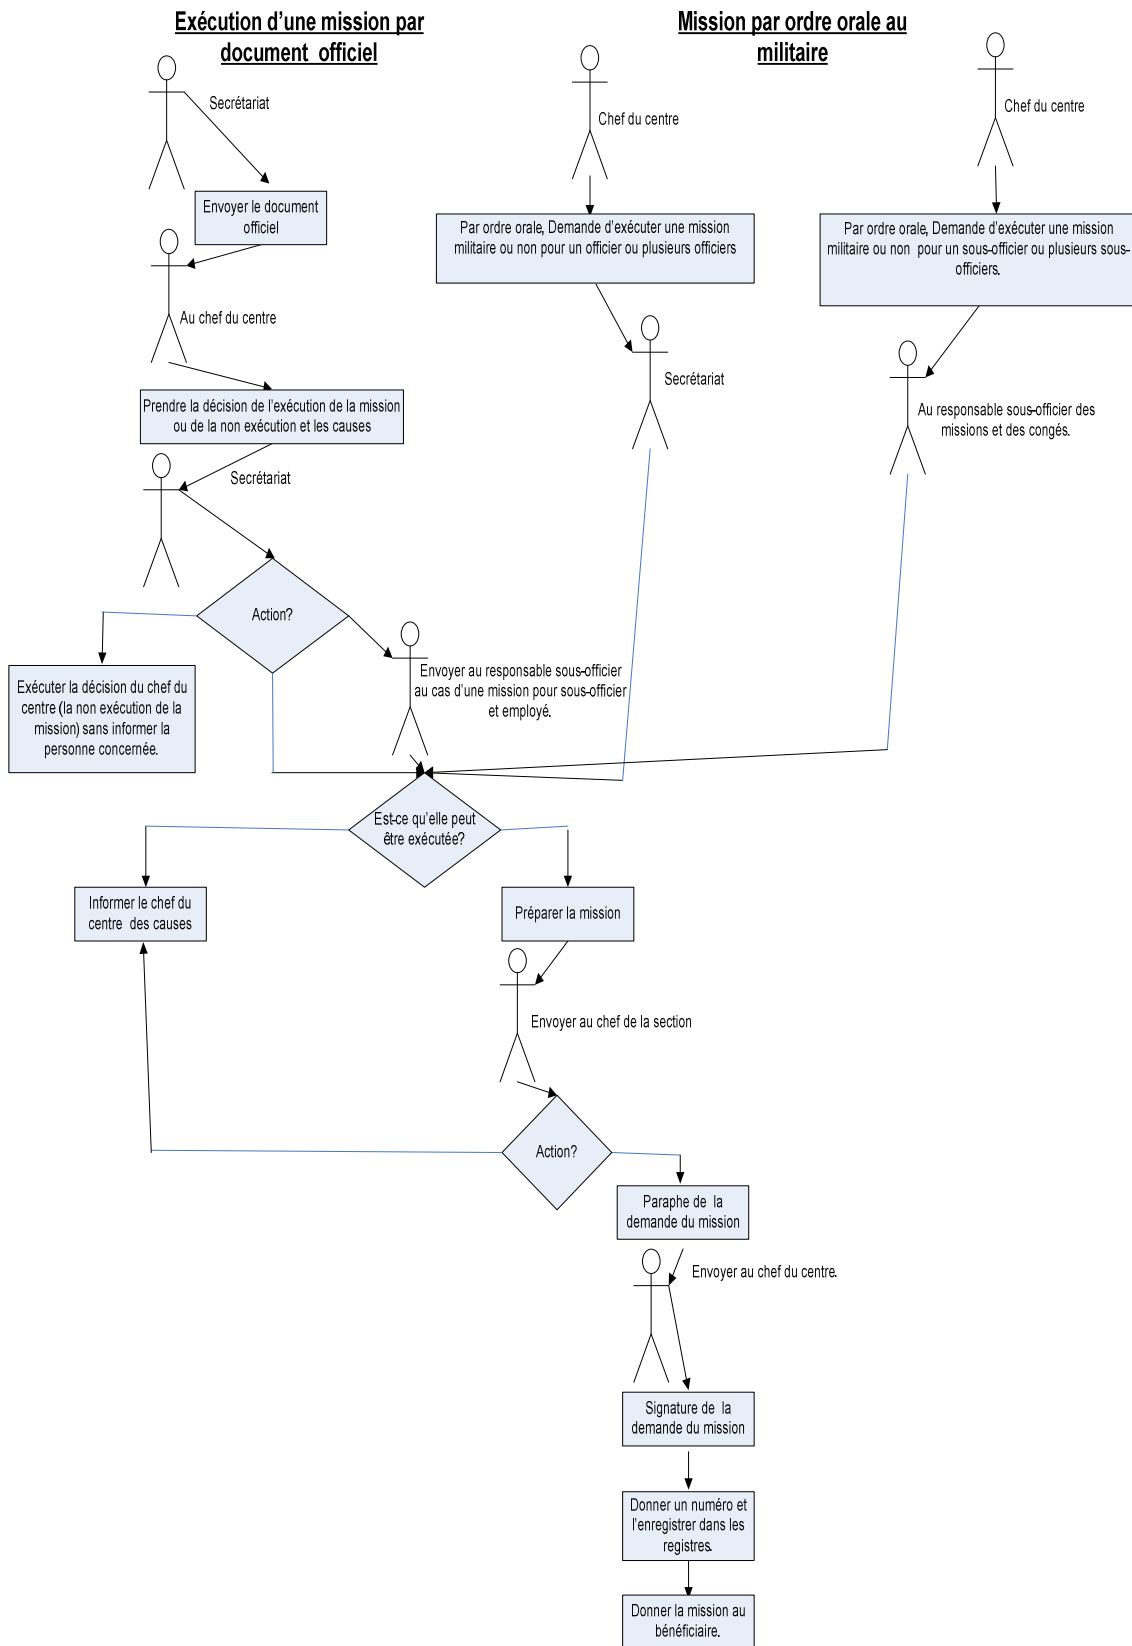 Exécution d'une mission par
document officiel
Mission par ordre orale au
militaire
Secrétariat
Chef du centre
Chef du centre
Envoyer le document
officiel
Par ordre orale, Demande d'exécuter une mission
militaire ou non pour un officier ou plusieurs officiers
Par ordre orale, Demande d'exécuter une mission
militaire ou non pour un sous-officier ou plusieurs sous-
officiers.
Au chef du centre
Secrétariat
Au responsable sous-officier des
missions et des congés.
Prendre la décision de l'exécution de la mission
ou de la non exécution et les causes
Secrétariat
Action?
Exécuter la décision du chef du
centre (la non exécution de la
mission) sans informer la
personne concernée.
Envoyer au responsable sous-officier
au cas d'une mission pour sous-officier
et employé.
Est-ce qu'elle peut
être exécutée?
Informer le chef du
centre des causes
Préparer la mission
Envoyer au chef de la section
Action?
Paraphe de la
demande du mission
Envoyer au chef du centre.
Signature de la
demande du mission
Donner un numéro et
l'enregistrer dans les
registres.
Donner la mission au
bénéficiaire.